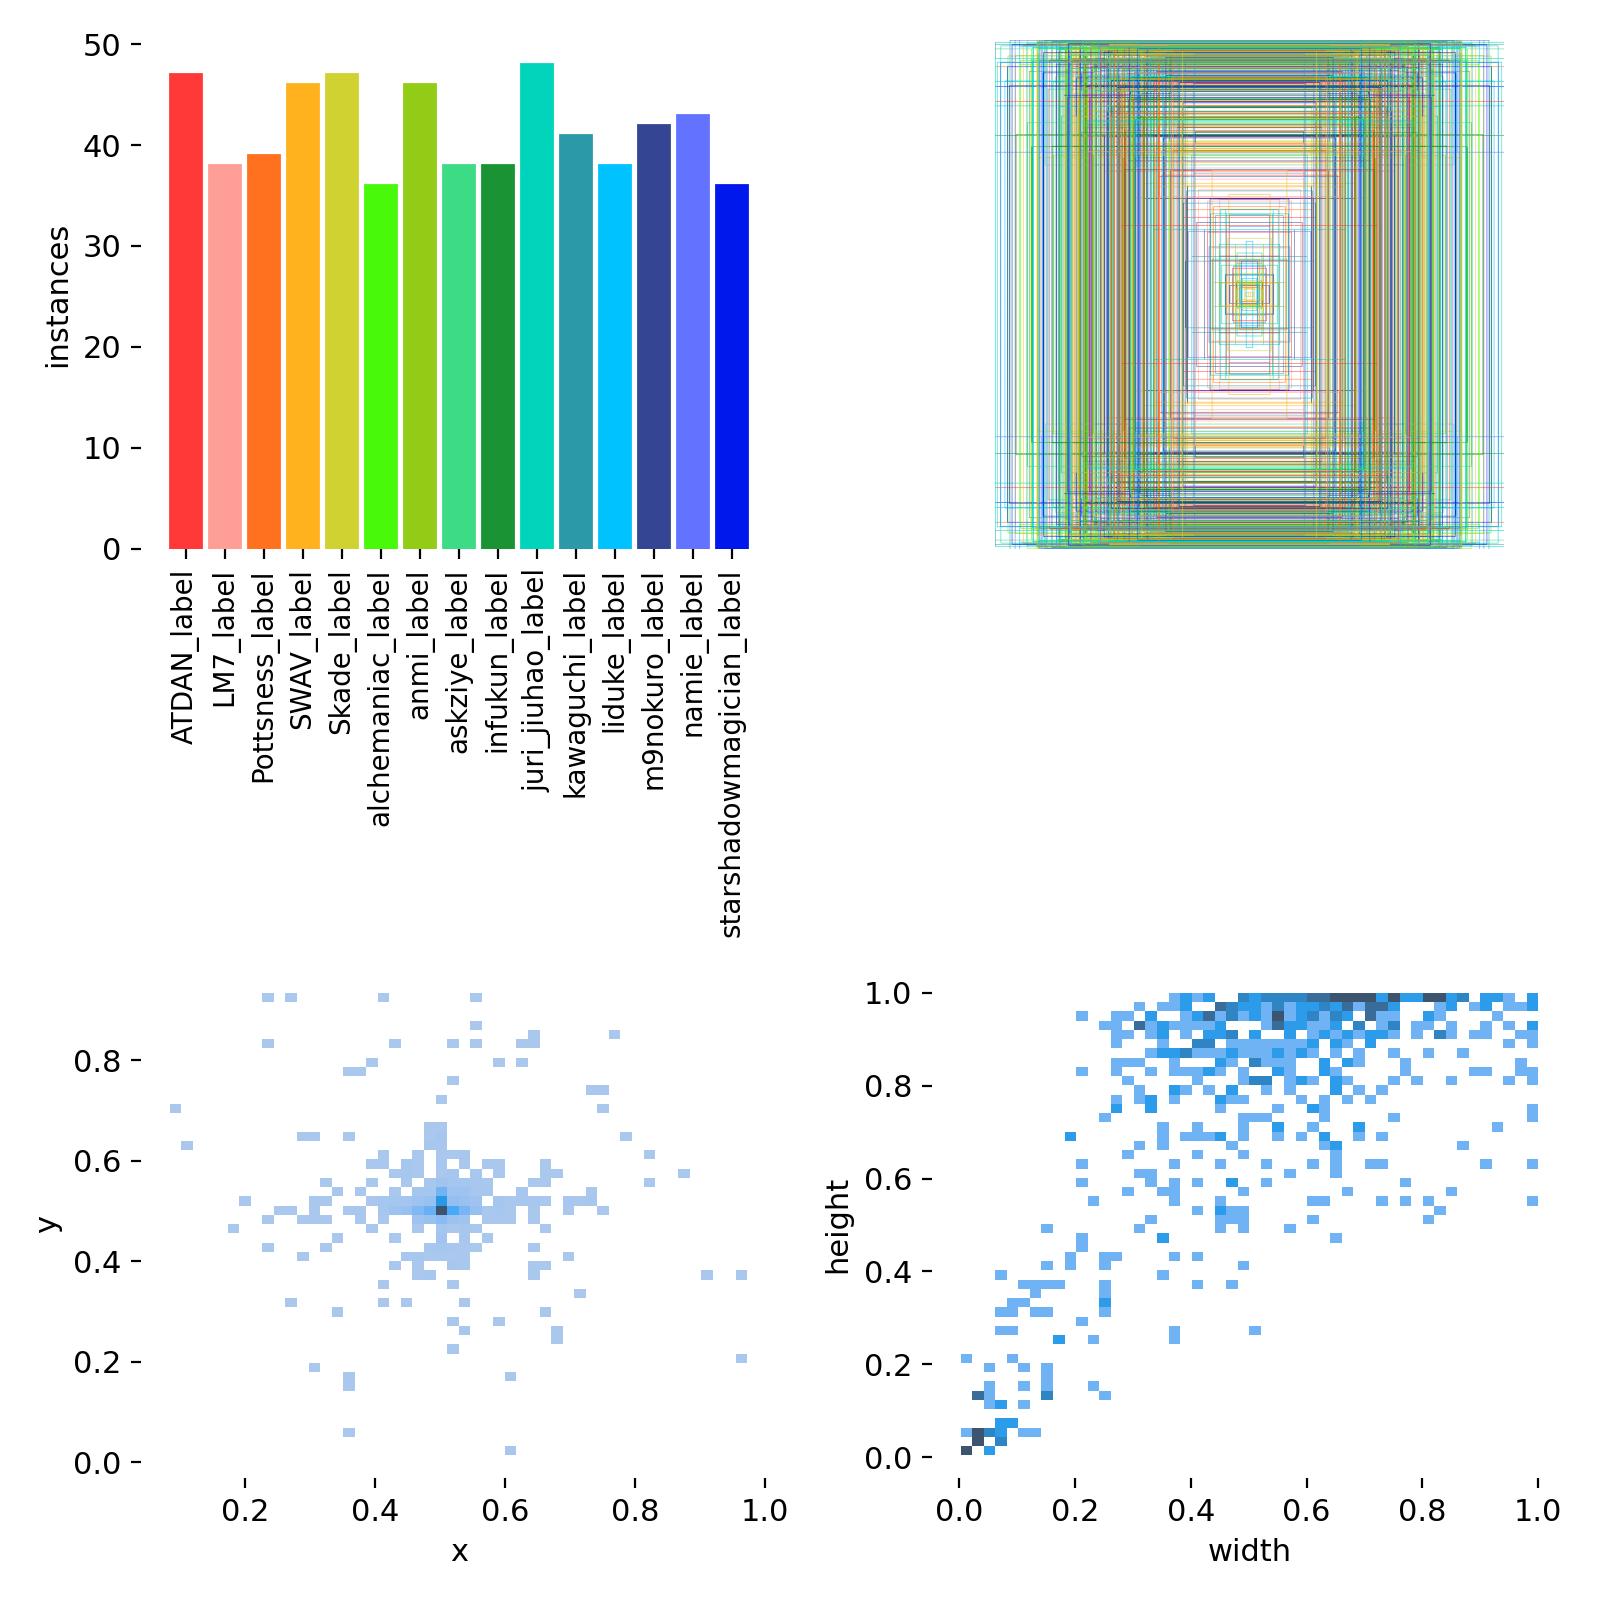 50
40
30
20
10
0
instances
ATDAN_label
LM7_label
Pottsness_label
SWAV_label
Skade_label
alchemaniac_label
anmi_label
askziye_label
infukun_label
juri_jiuhao_label
kawaguchi_label
liduke_label
m9nokuro_label
namie_label
starshadowmagician_label
0.8
0.6
0.4
0.2
0.0
y
0.2 0.4 0.6 0.8 1.0
x
1.0
0.8
0.6
0.4
0.2
0.0
height
0.0 0.2 0.4 0.6 0.8 1.0
width